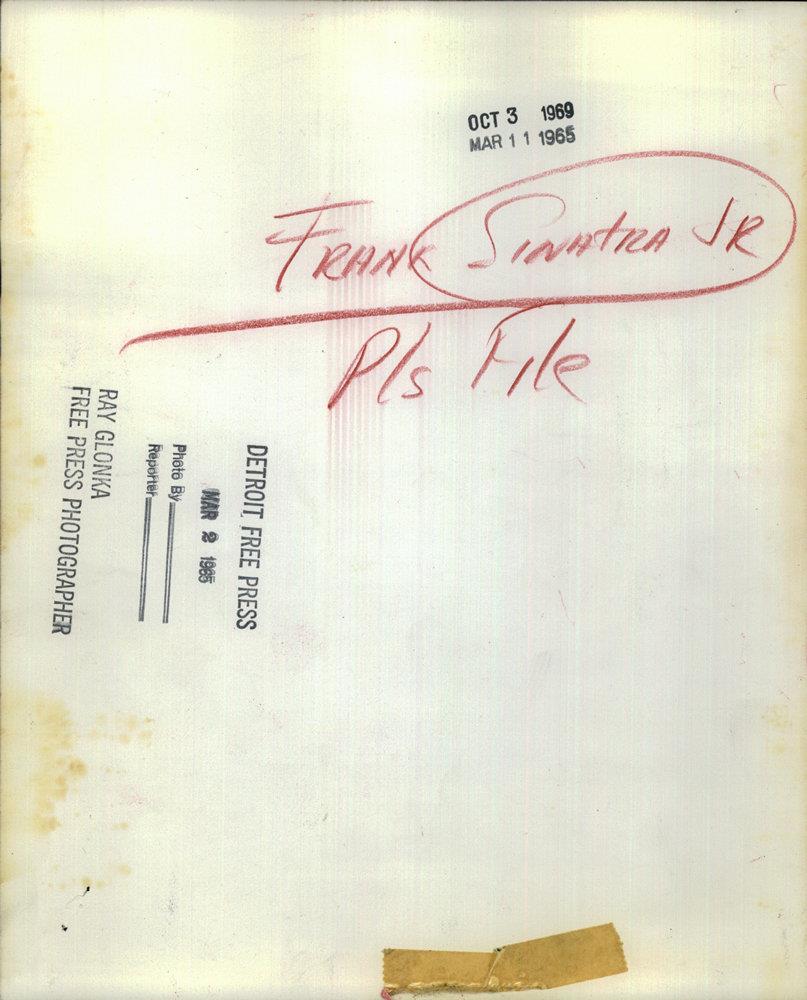 OCT 3 1969
MAR 11 1965
FRANK SINATRA JR
Pls File
DETROIT FREE PRESS
MAR 2 1965
Photo By
Reporter
RAY GLONKA
FREE PRESS PHOTOGRAPHER